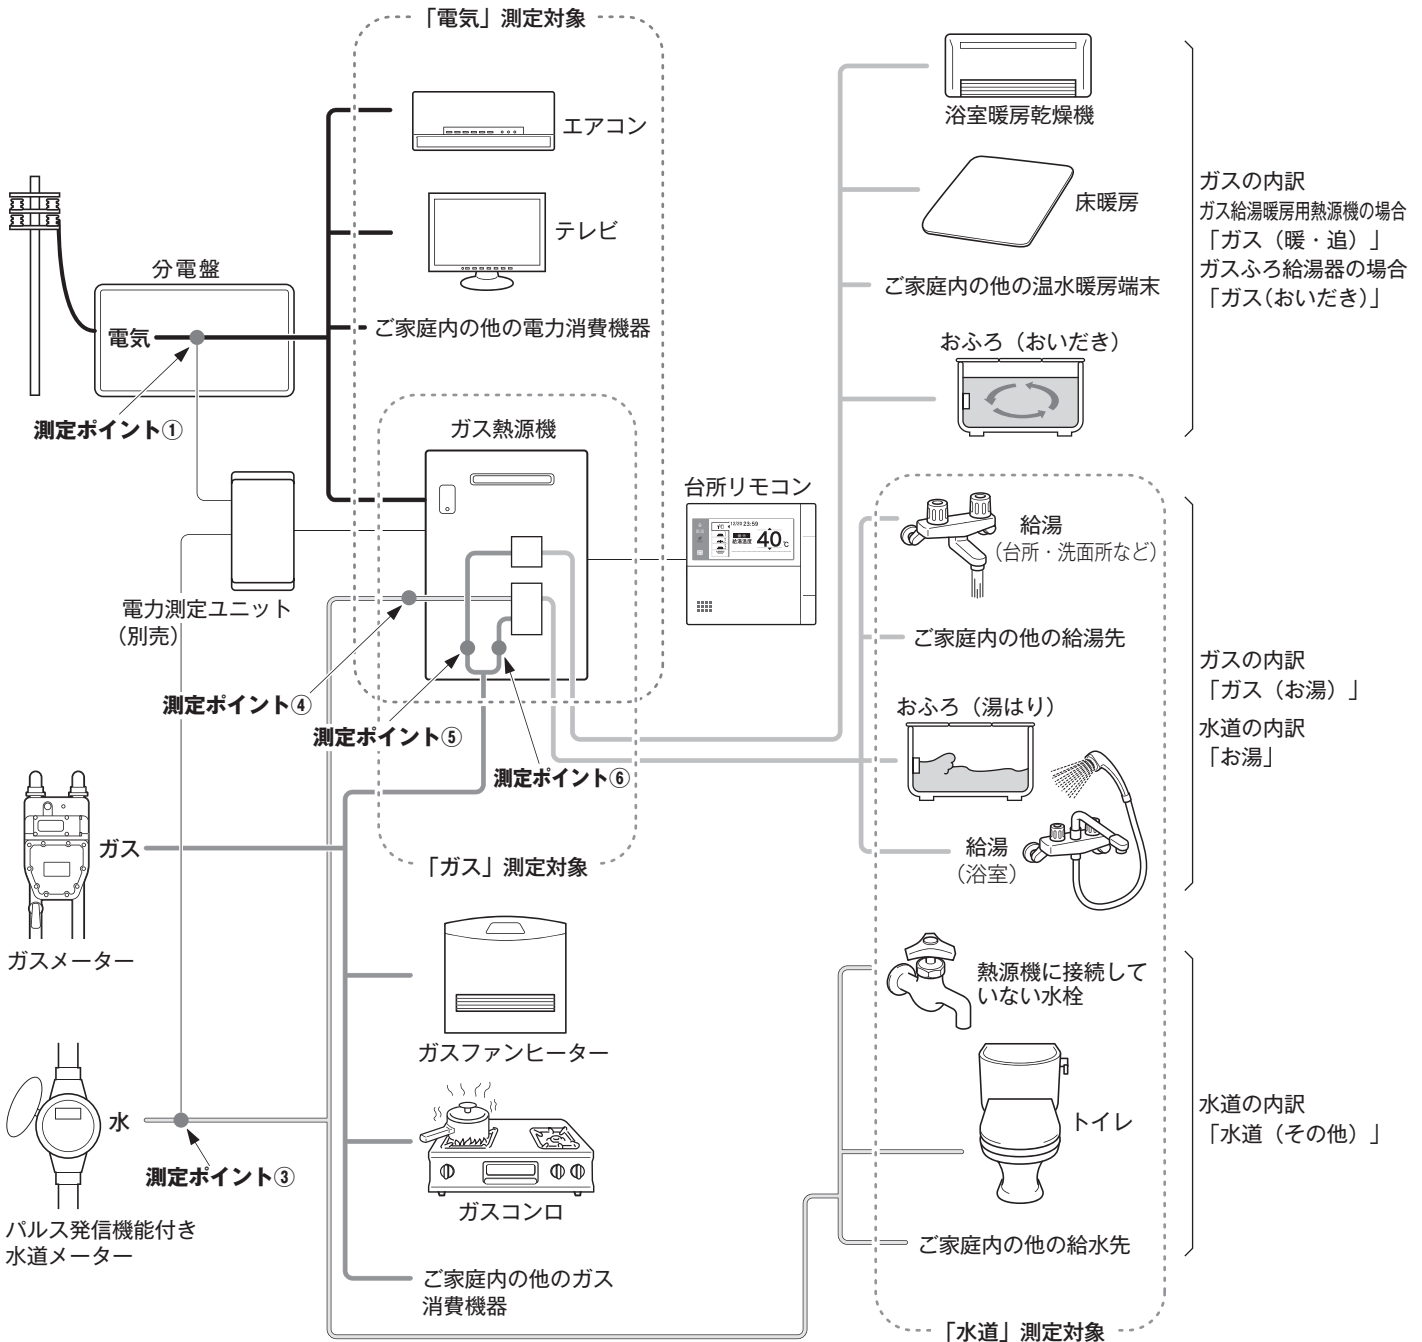 「電気」測定対象
エアコン
テレビ
ご家庭内の他の電力消費機器
分電盤
電気
測定ポイント①
ガス熱源機
電力測定ユニット
（別売）
台所リモコン
12/20 23:59
給湯温度
40℃
測定ポイント④
測定ポイント⑤
測定ポイント⑥
ガス
ガスメーター
「ガス」測定対象
ガスファンヒーター
水
測定ポイント③
パルス発信機能付き
水道メーター
ガスコンロ
ご家庭内の他のガス
消費機器
浴室暖房乾燥機
床暖房
ご家庭内の他の温水暖房端末
おふろ（おいだき）
ガスの内訳
ガス給湯暖房用熱源機の場合
「ガス（暖・追）」
ガスふろ給湯器の場合
「ガス（おいだき）」
給湯
（台所・洗面所など）
ご家庭内の他の給湯先
おふろ（湯はり）
給湯
（浴室）
ガスの内訳
「ガス（お湯）」
水道の内訳
「お湯」
熱源機に接続して
いない水栓
トイレ
ご家庭内の他の給水先
水道の内訳
「水道（その他）」
「水道」測定対象